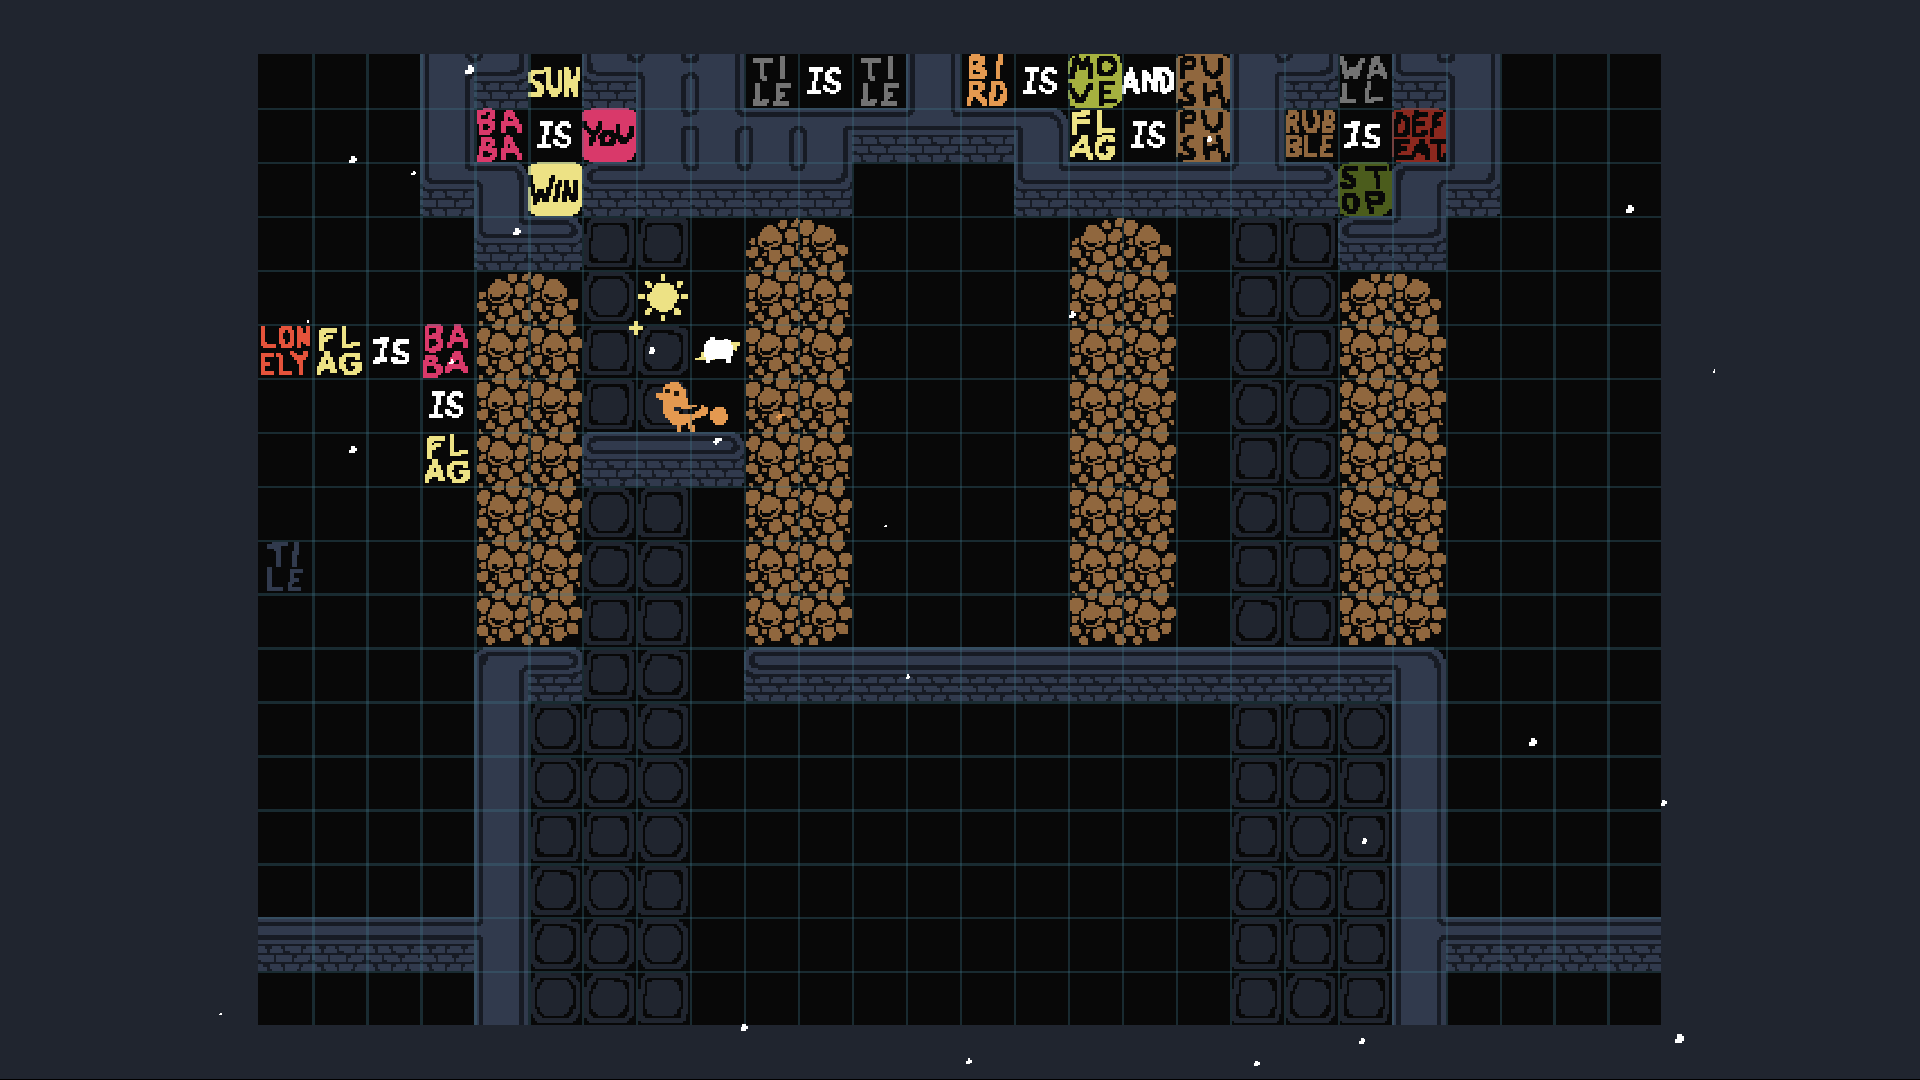 SUN TILE IS TILE BIRD IS MOVE AND PUSH WALL
BABA IS YOU FLAG IS PUSH RUBBLE IS DEFEAT
WIN STOP
LONELY FLAG IS BABA
IS
FLAG
TILE